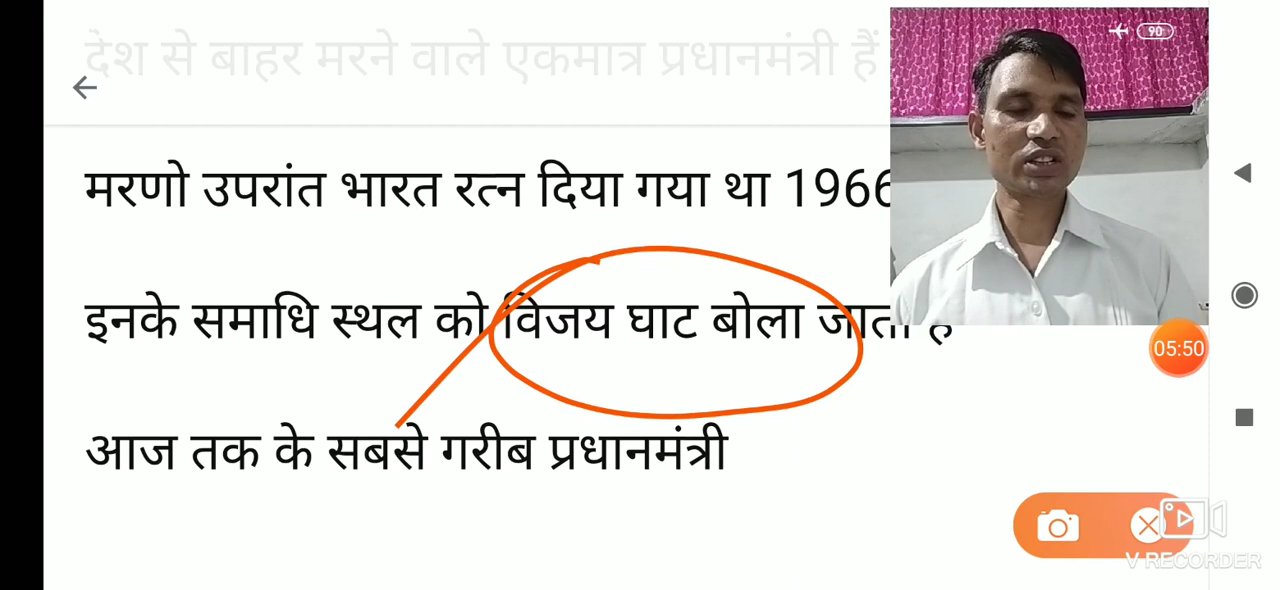 देश से बाहर मरने वाले एकमात्र प्रधानमंत्री हैं
90
मरणो उपरांत भारत रत्न दिया गया था 1966
इनके समाधि स्थल को विजय घाट बोला जाता है
05:50
आज तक के सबसे गरीब प्रधानमंत्री
V RECORDER